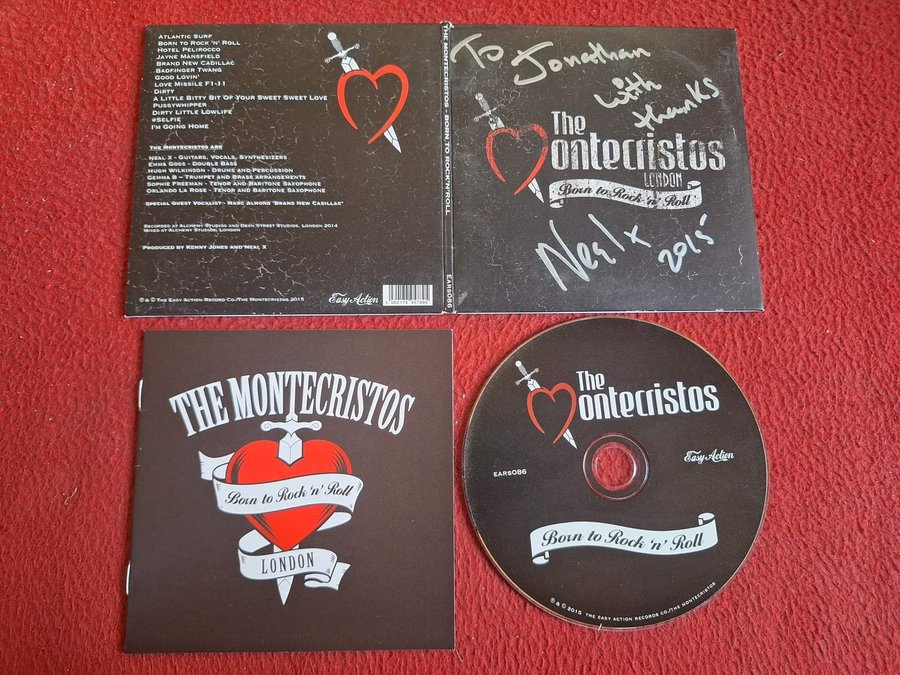 ATLANTIC SURF
BORN TO ROCK 'N' ROLL
HOTEL PELIROCCO
JAYNE MANSFIELD
BRAND NEW CADILLAC
BADFINGER TWANG
GOOD LOVIN'
LOVE MISSILE F1-11
DIRTY
A LITTLE BITTY BIT OF YOUR SWEET SWEET LOVE
PUSSYWHIPPER
DIRTY LITTLE LOWLIFE
#SELFIE
I'M GOING HOME
THE MONTECRISTOS ARE
NEAL X - GUITARS, VOCALS, SYNTHESIZERS
EMMA GOSS - DOUBLE BASS
HUGH WILKINSON - DRUMS AND PERCUSSION
GEMMA B – TRUMPET AND BRASS ARRANGEMENTS
SOPHIE FREEMAN - TENOR AND BARITONE SAXOPHONE
ORLANDO LA ROSE - TENOR AND BARITONE SAXOPHONE
SPECIAL GUEST VOCALIST - MARC ALMOND 'BRAND NEW CADILLAC'
RECORDED AT ALCHEMY STUDIOS AND DEAN STREET STUDIOS, LONDON 2014
MIXED AT ALCHEMY STUDIOS, LONDON
PRODUCED BY KENNY JONES AND NEAL X
℗ & © THE EASY ACTION RECORD CO./THE MONTECRISTOS 2015
Easy Action
5 060174 957895
THE MONTECRISTOS - BORN TO ROCK'N'ROLL
EARS086
To Jonathan
with
thanks
The
Montecristos
LONDON
Born to Rock 'n' Roll
Neal x
2015
THE MONTECRISTOS
Born to Rock 'n' Roll
LONDON
The
Montecristos
EARS086
Easy Action
Born to Rock 'n' Roll
℗ & © 2015 THE EASY ACTION RECORDS CO./THE MONTECRISTOS